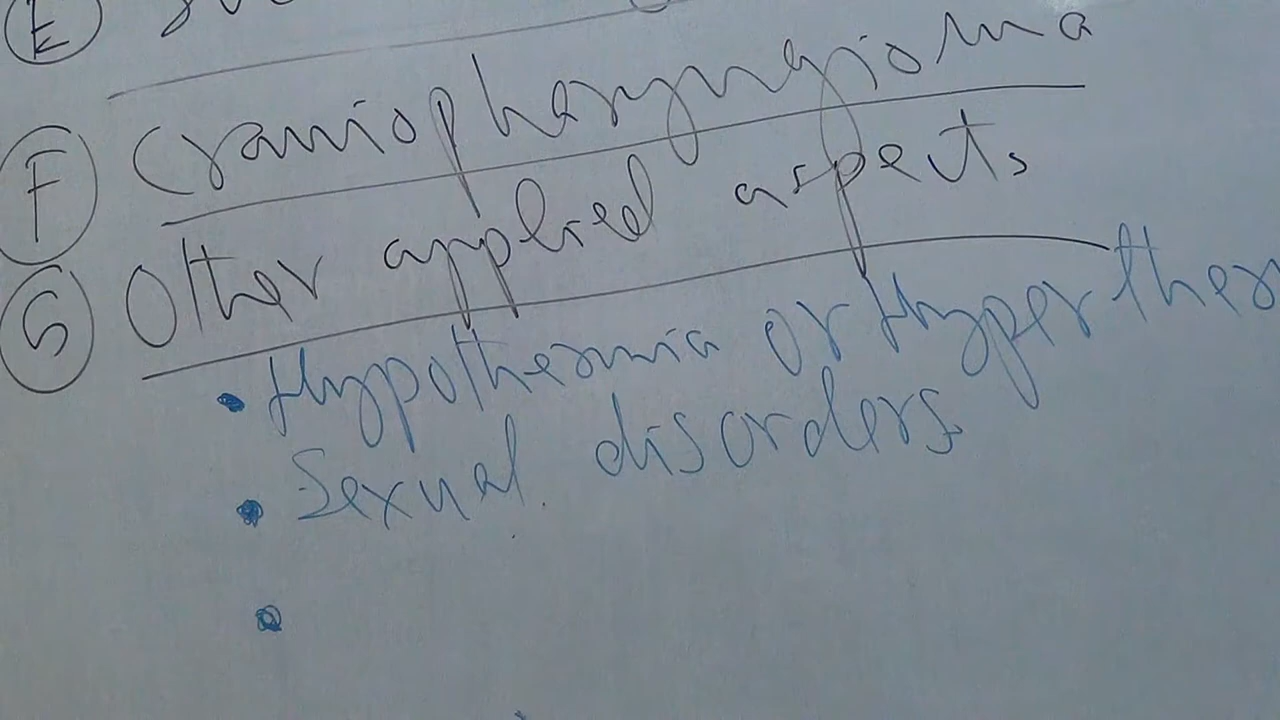 E
F Craniopharyngioma
G Other applied aspects
• Hypothermia or Hyperther
• Sexual disorders
•